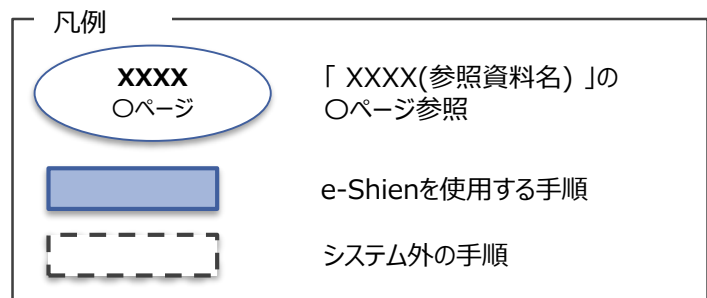 凡例
XXXX
〇ページ
「 XXXX(参照資料名) 」の
〇ページ参照
e-Shienを使用する手順
システム外の手順